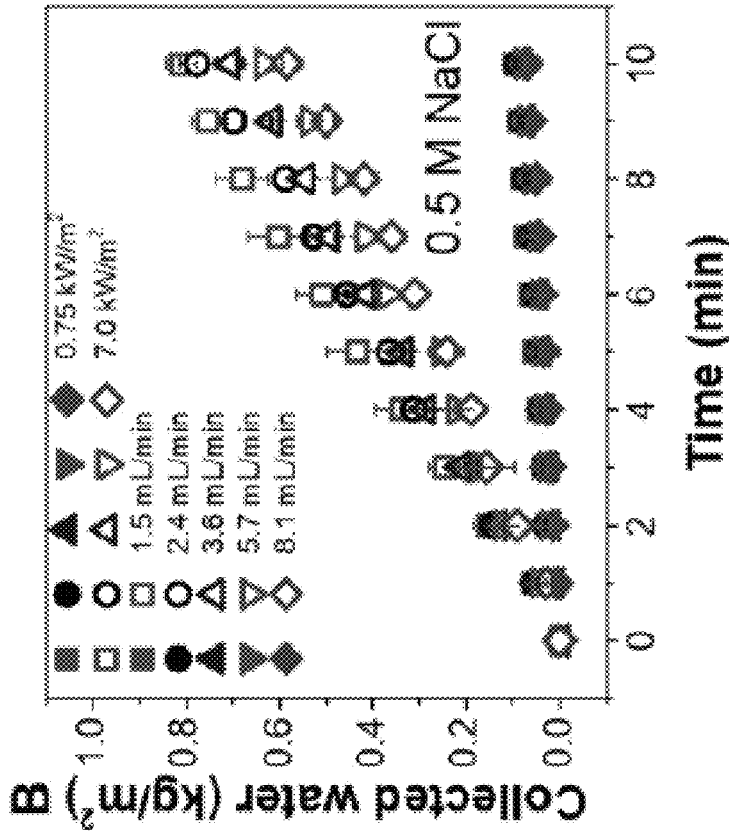 B
0.75 kW/m²
7.0 kW/m²
1.5 mL/min
2.4 mL/min
3.6 mL/min
5.7 mL/min
8.1 mL/min
0.5 M NaCl
Collected water (kg/m²)
1.0
0.8
0.6
0.4
0.2
0.0
0
2
4
6
8
10
Time (min)